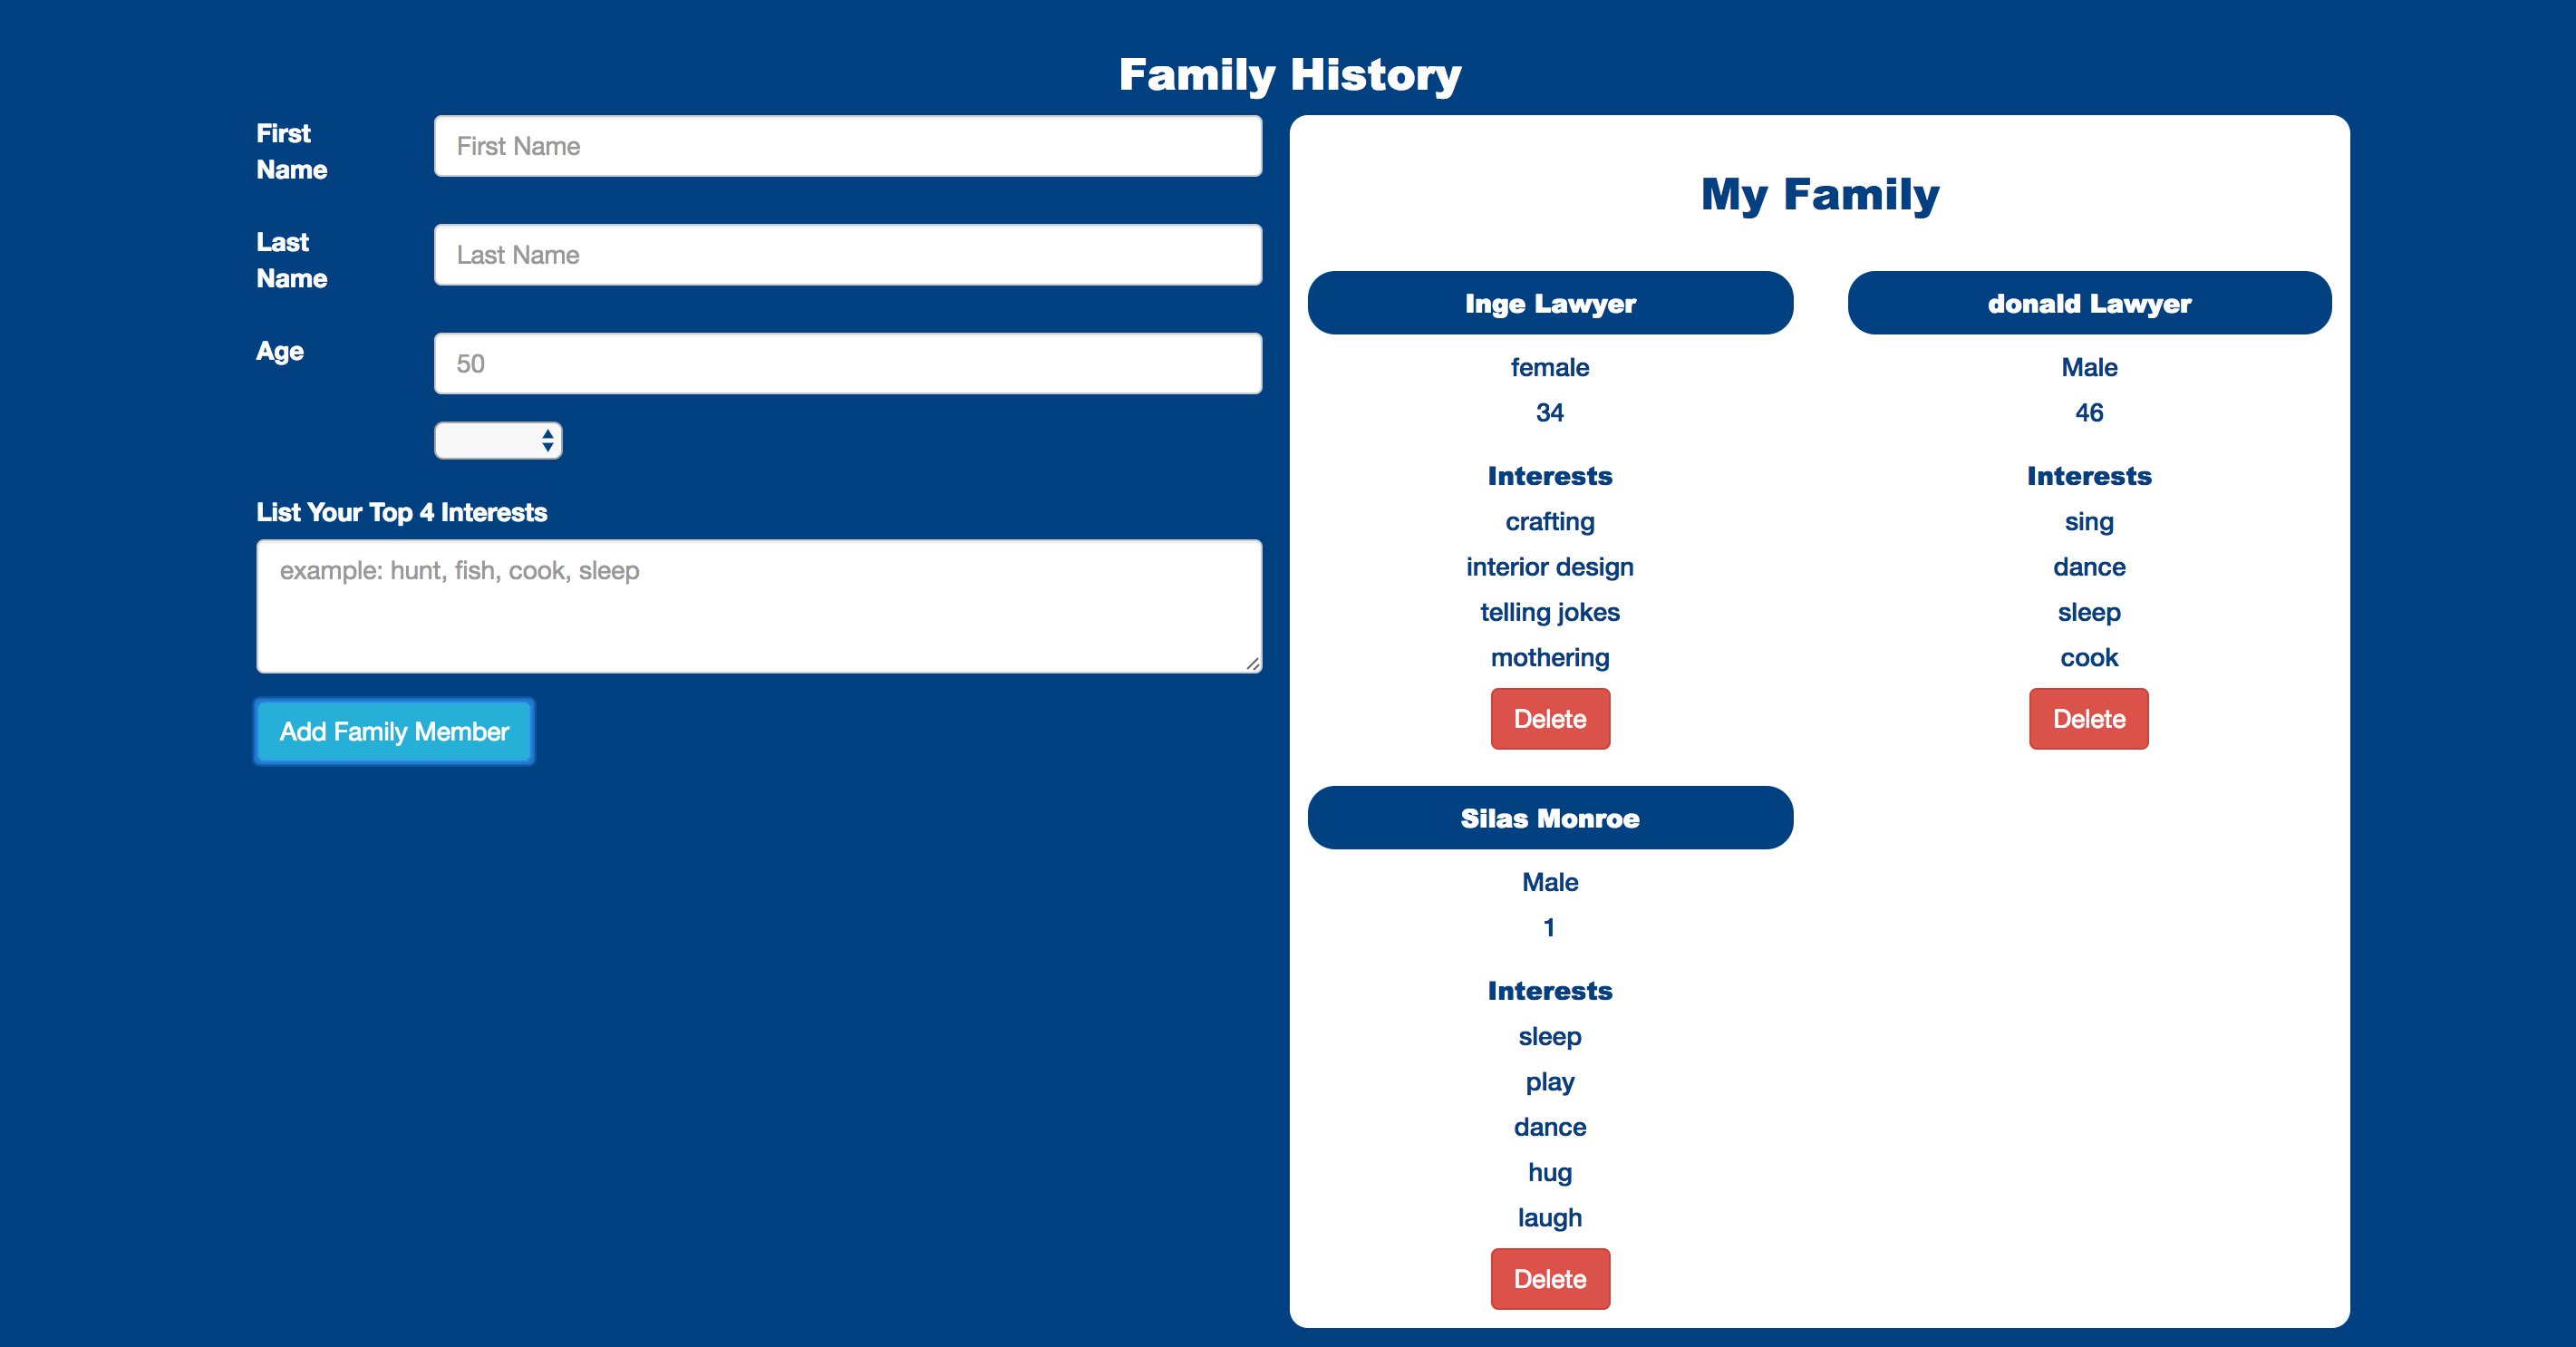 Family History
First
Name
First Name
Last
Name
Last Name
Age
50
List Your Top 4 Interests
example: hunt, fish, cook, sleep
Add Family Member
My Family
Inge Lawyer
female
34
Interests
crafting
interior design
telling jokes
mothering
Delete
donald Lawyer
Male
46
Interests
sing
dance
sleep
cook
Delete
Silas Monroe
Male
1
Interests
sleep
play
dance
hug
laugh
Delete